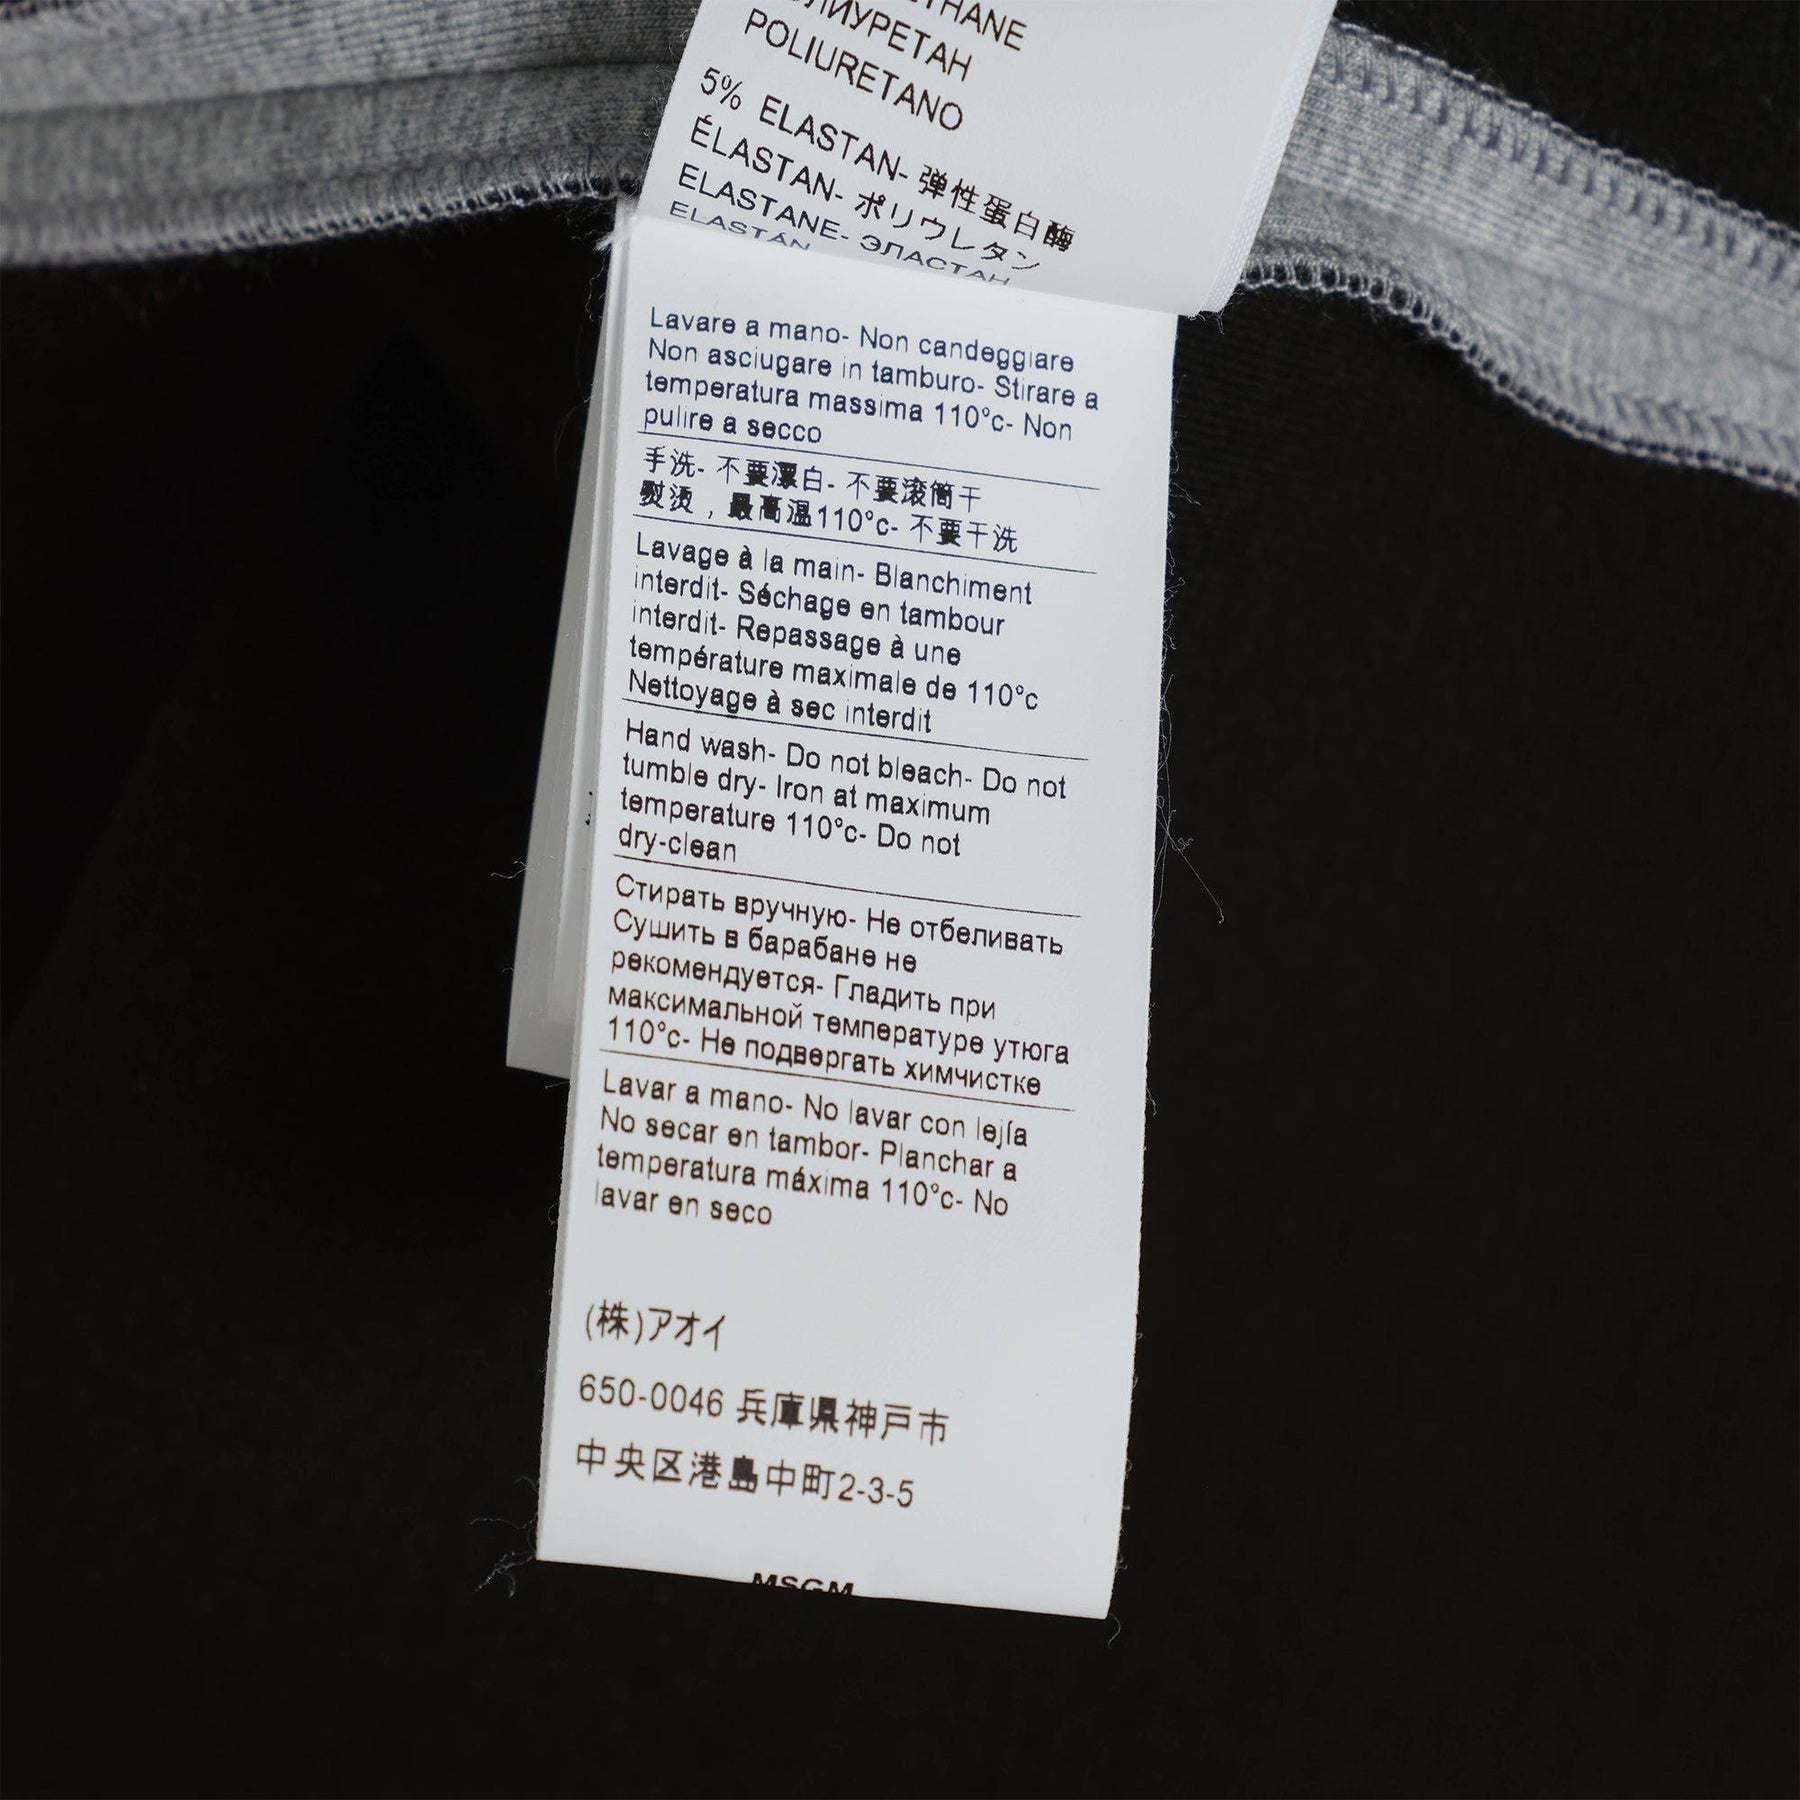 POLIURETANO
5% ELASTAN- 弹性蛋白酶
ÉLASTAN- ポリウレタン
ELASTANE- ЭЛАСТАН
ELASTÁN
Lavare a mano- Non candeggiare
Non asciugare in tamburo- Stirare a
temperatura massima 110°c- Non
pulire a secco
手洗- 不要漂白- 不要滚筒干
熨烫，最高温110°c- 不要干洗
Lavage à la main- Blanchiment
interdit- Séchage en tambour
interdit- Repassage à une
température maximale de 110°c
Nettoyage à sec interdit
Hand wash- Do not bleach- Do not
tumble dry- Iron at maximum
temperature 110°c- Do not
dry-clean
Стирать вручную- Не отбеливать
Сушить в барабане не
рекомендуется- Гладить при
максимальной температуре утюга
110°c- Не подвергать химчистке
Lavar a mano- No lavar con lejía
No secar en tambor- Planchar a
temperatura máxima 110°c- No
lavar en seco
(株)アオイ
650-0046 兵庫県神戸市
中央区港島中町2-3-5
MSGM